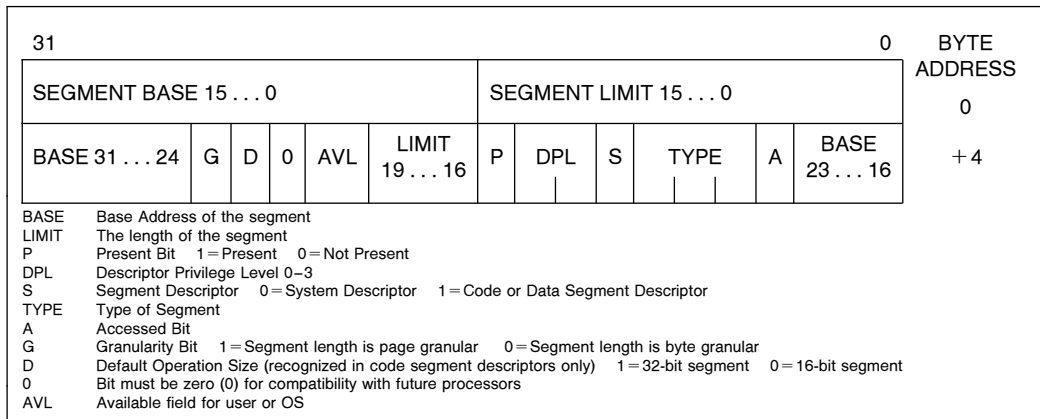 31 0 BYTE ADDRESS
SEGMENT BASE 15 . . . 0 SEGMENT LIMIT 15 . . . 0 0
BASE 31 . . . 24 G D 0 AVL LIMIT 19 . . . 16 P DPL S TYPE A BASE 23 . . . 16 +4
BASE Base Address of the segment
LIMIT The length of the segment
P Present Bit 1=Present 0=Not Present
DPL Descriptor Privilege Level 0–3
S Segment Descriptor 0=System Descriptor 1=Code or Data Segment Descriptor
TYPE Type of Segment
A Accessed Bit
G Granularity Bit 1=Segment length is page granular 0=Segment length is byte granular
D Default Operation Size (recognized in code segment descriptors only) 1=32-bit segment 0=16-bit segment
0 Bit must be zero (0) for compatibility with future processors
AVL Available field for user or OS